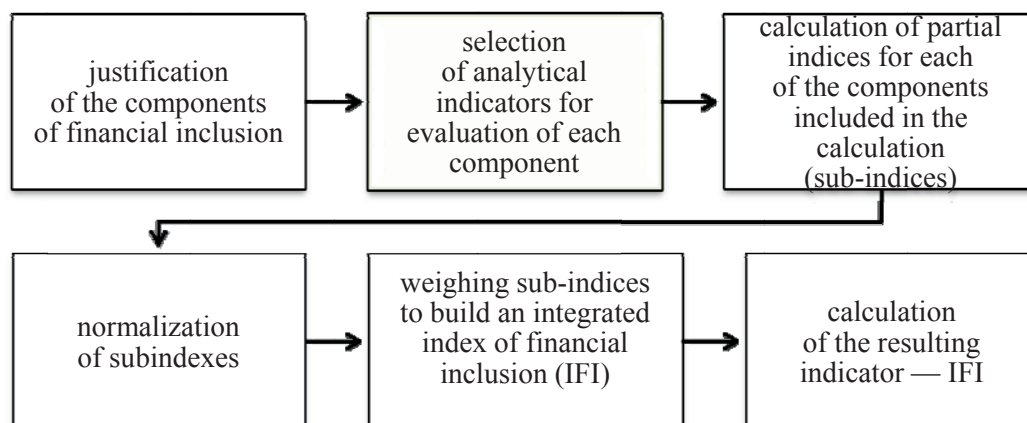 justification
of the components
of financial inclusion
selection
of analytical
indicators for
evaluation of each
component
calculation of partial
indices for each
of the components
included in the
calculation
(sub-indices)
normalization
of subindexes
weighing sub-indices
to build an integrated
index of financial
inclusion (IFI)
calculation
of the resulting
indicator — IFI